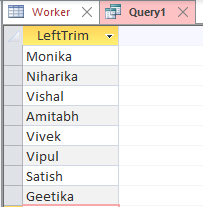 Worker Query1
LeftTrim
Monika
Niharika
Vishal
Amitabh
Vivek
Vipul
Satish
Geetika